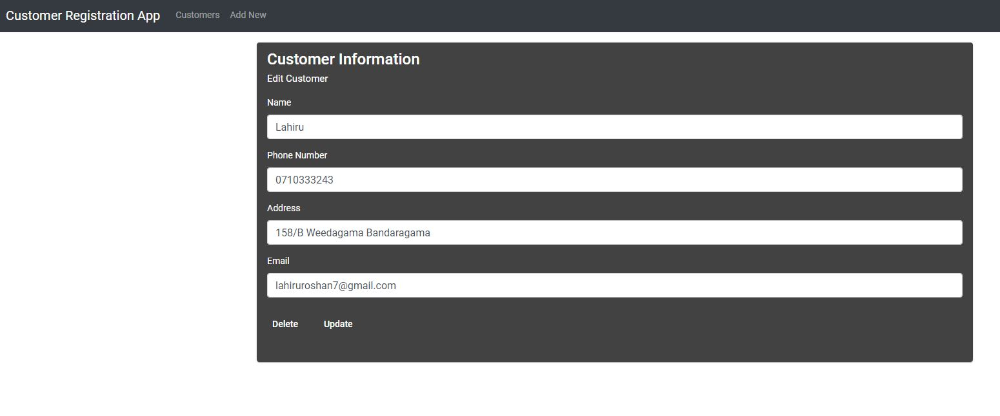 Customer Registration App Customers Add New
Customer Information
Edit Customer
Name
Lahiru
Phone Number
0710333243
Address
158/B Weedagama Bandaragama
Email
lahiruroshan7@gmail.com
Delete Update